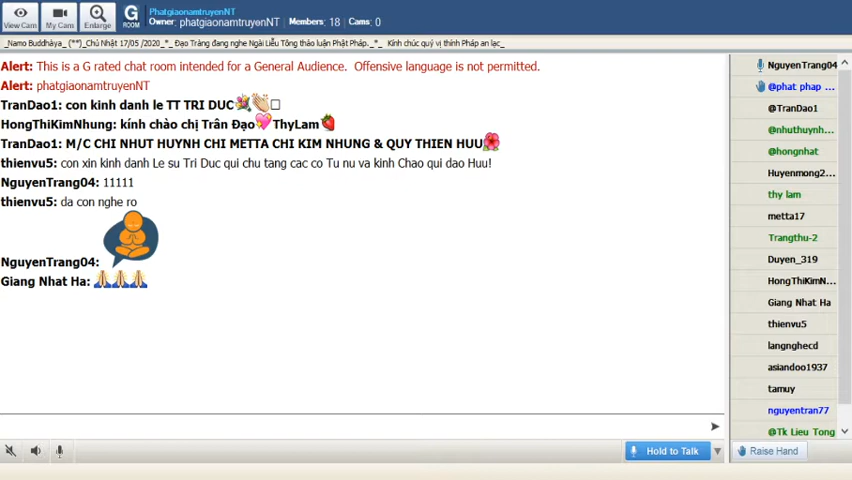 View Cam
My Cam
Enlarge
G
ROOM
PhatgiaonamtruyenNT
Owner: phatgiaonamtruyenNT Members: 18 Cams: 0
_Namo Buddhàya_ (**)_Chủ Nhật 17/05 /2020_*_ Đạo Tràng đang nghe Ngài Liễu Tông thảo luận Phật Pháp._*_ Kính chúc quý vị thính Pháp an lạc_
Alert: This is a G rated chat room intended for a General Audience. Offensive language is not permitted.
Alert: phatgiaonamtruyenNT
TranDao1: con kinh danh le TT TRI DUC
HongThiKimNhung: kính chào chị Trân Đạo ThyLam
TranDao1: M/C CHI NHUT HUYNH CHI METTA CHI KIM NHUNG & QUY THIEN HUU
thienvu5: con xin kinh danh Le su Tri Duc qui chu tang cac co Tu nu va kinh Chao qui dao Huu!
NguyenTrang04: 11111
thienvu5: da con nghe ro
NguyenTrang04:
Giang Nhat Ha:
NguyenTrang04
@phat phap ...
@TranDao1
@nhuthuynh...
@hongnhat
Huyenmong2...
thy lam
metta17
Trangthu-2
Duyen_319
HongThiKimN...
Giang Nhat Ha
thienvu5
langnghecd
asiandoo1937
tamuy
nguyentran77
@Tk Lieu Tong
Hold to Talk
Raise Hand